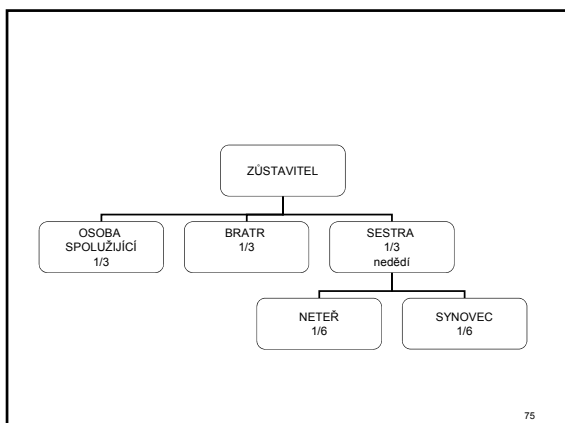 ZŮSTAVITEL
OSOBA
SPOLUŽIJÍCÍ
1/3
BRATR
1/3
SESTRA
1/3
nedědí
NETEŘ
1/6
SYNOVEC
1/6
75